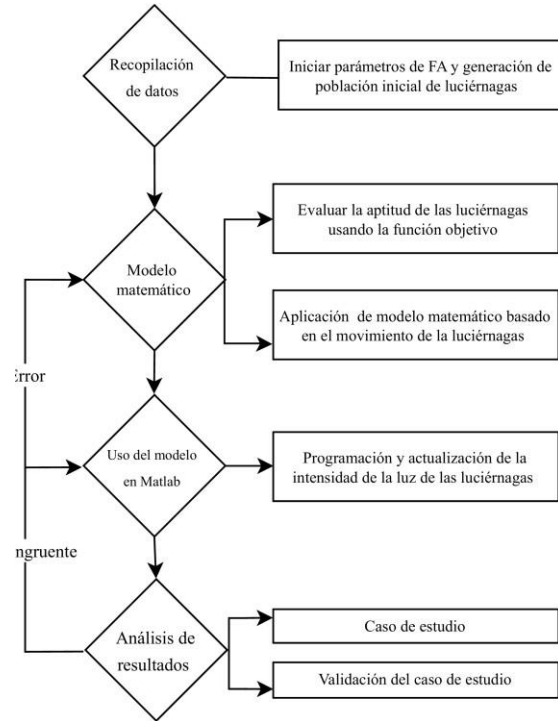 Recopilación
de datos
Iniciar parámetros de FA y generación de
población inicial de luciérnagas
Evaluar la aptitud de las luciérnagas
usando la función objetivo
Modelo
matemático
Aplicación de modelo matemático basado
en el movimiento de la luciérnagas
rror
Uso del modelo
en Matlab
Programación y actualización de la
intensidad de la luz de las luciérnagas
ngruente
Análisis de
resultados
Caso de estudio
Validación del caso de estudio